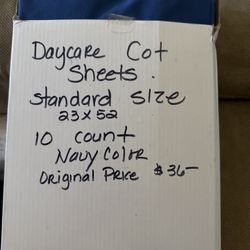 Daycare Cot
Sheets.
Standard Size
23x52
10 count
Navy Color
Original Price $36-